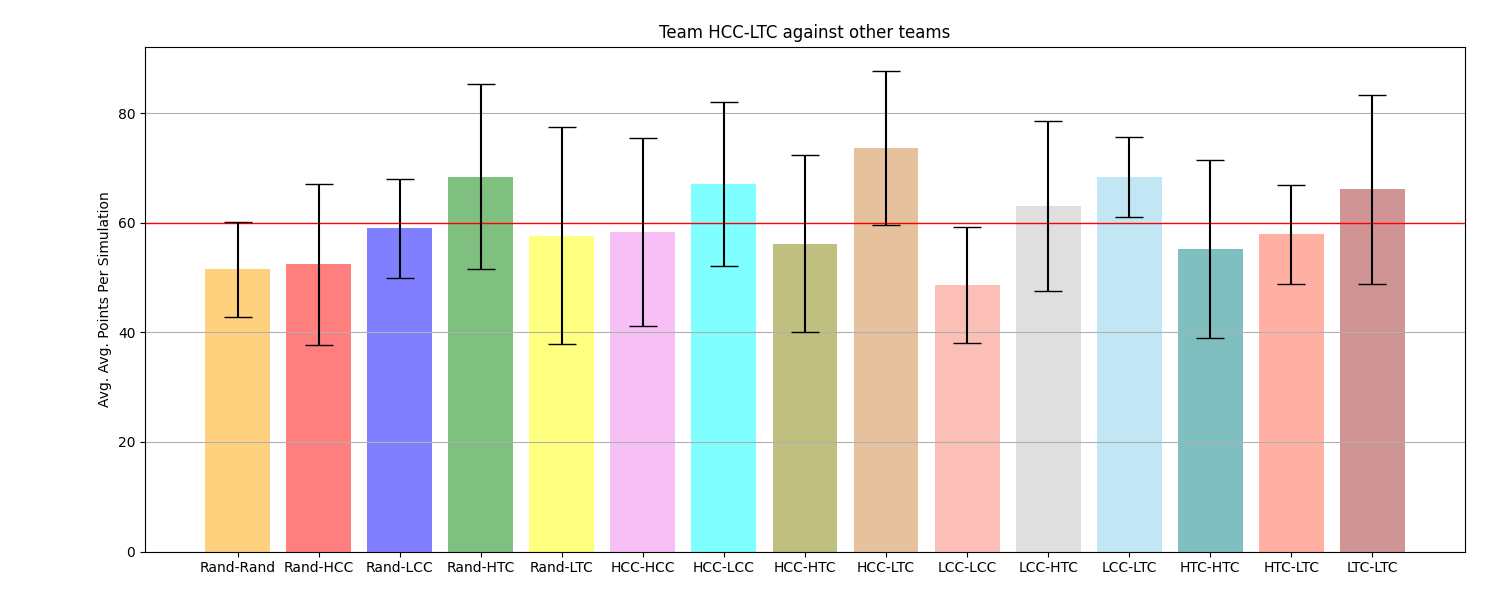 Team HCC-LTC against other teams
Avg. Avg. Points Per Simulation
80
60
40
20
0
Rand-Rand Rand-HCC Rand-LCC Rand-HTC Rand-LTC HCC-HCC HCC-LCC HCC-HTC HCC-LTC LCC-LCC LCC-HTC LCC-LTC HTC-HTC HTC-LTC LTC-LTC